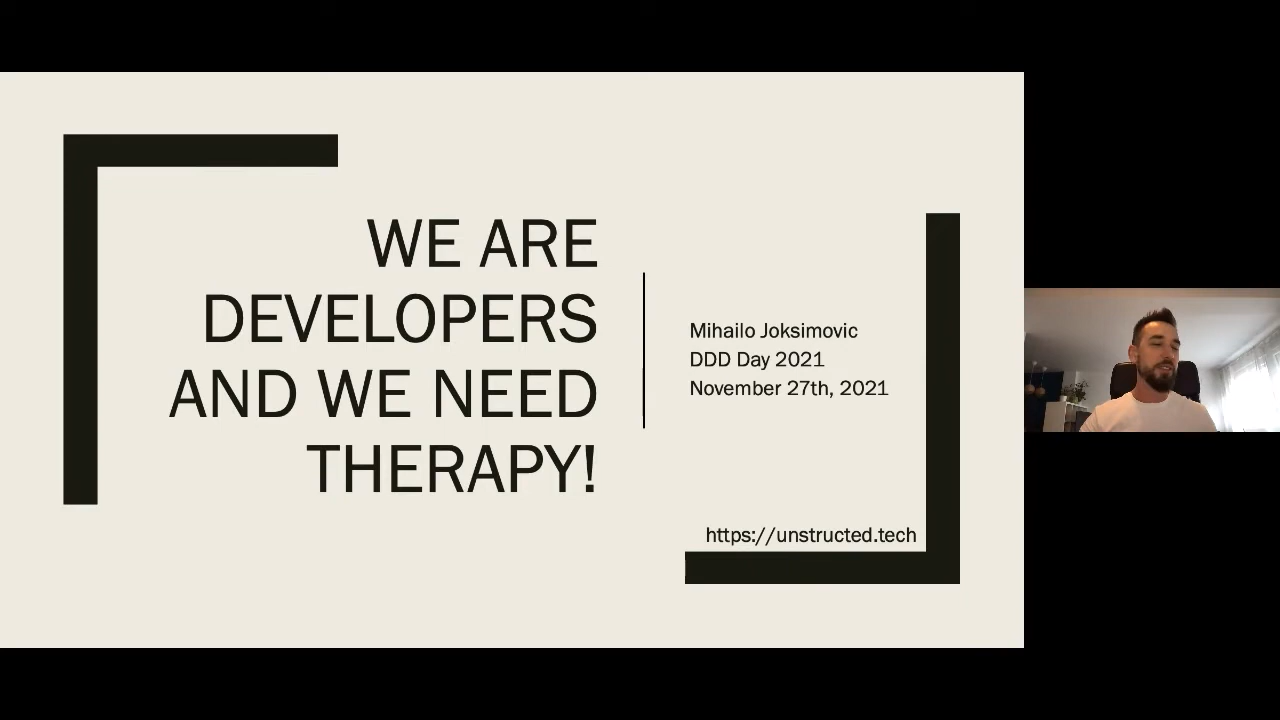 WE ARE
DEVELOPERS
AND WE NEED
THERAPY!
Mihailo Joksimovic
DDD Day 2021
November 27th, 2021
https://unstructed.tech